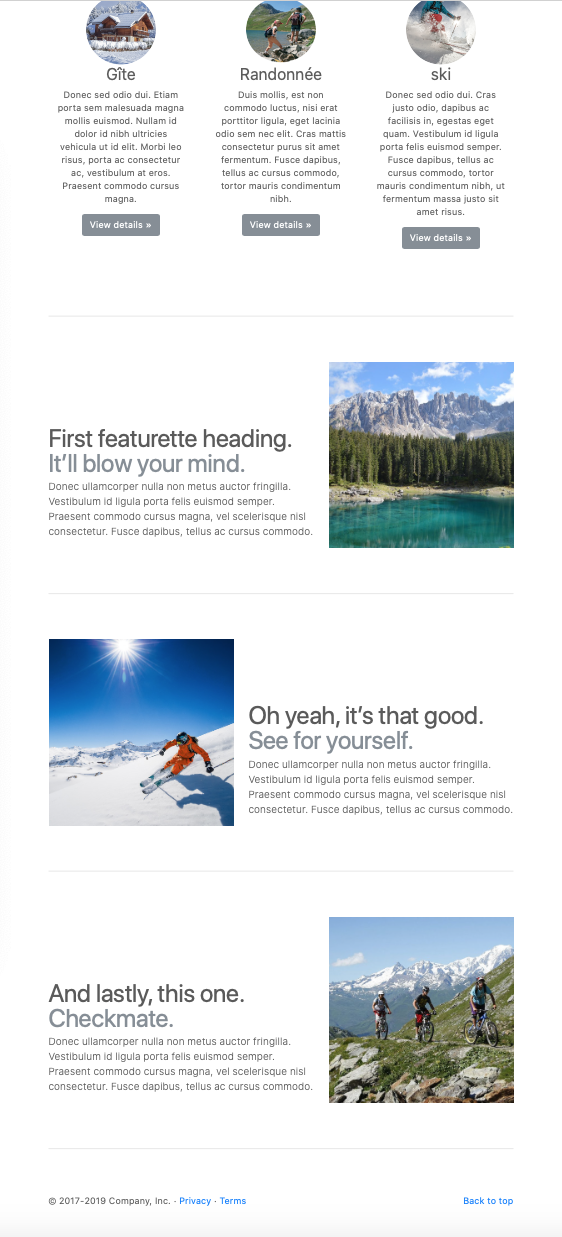 Gîte
Donec sed odio dui. Etiam
porta sem malesuada magna
mollis euismod. Nullam id
dolor id nibh ultricies
vehicula ut id elit. Morbi leo
risus, porta ac consectetur
ac, vestibulum at eros.
Praesent commodo cursus
magna.
View details »
Randonnée
Duis mollis, est non
commodo luctus, nisi erat
porttitor ligula, eget lacinia
odio sem nec elit. Cras mattis
consectetur purus sit amet
fermentum. Fusce dapibus,
tellus ac cursus commodo,
tortor mauris condimentum
nibh.
View details »
ski
Donec sed odio dui. Cras
justo odio, dapibus ac
facilisis in, egestas eget
quam. Vestibulum id ligula
porta felis euismod semper.
Fusce dapibus, tellus ac
cursus commodo, tortor
mauris condimentum nibh, ut
fermentum massa justo sit
amet risus.
View details »
First featurette heading.
It’ll blow your mind.
Donec ullamcorper nulla non metus auctor fringilla.
Vestibulum id ligula porta felis euismod semper.
Praesent commodo cursus magna, vel scelerisque nisl
consectetur. Fusce dapibus, tellus ac cursus commodo.
Oh yeah, it’s that good.
See for yourself.
Donec ullamcorper nulla non metus auctor fringilla.
Vestibulum id ligula porta felis euismod semper.
Praesent commodo cursus magna, vel scelerisque nisl
consectetur. Fusce dapibus, tellus ac cursus commodo.
And lastly, this one.
Checkmate.
Donec ullamcorper nulla non metus auctor fringilla.
Vestibulum id ligula porta felis euismod semper.
Praesent commodo cursus magna, vel scelerisque nisl
consectetur. Fusce dapibus, tellus ac cursus commodo.
© 2017-2019 Company, Inc. · Privacy · Terms
Back to top